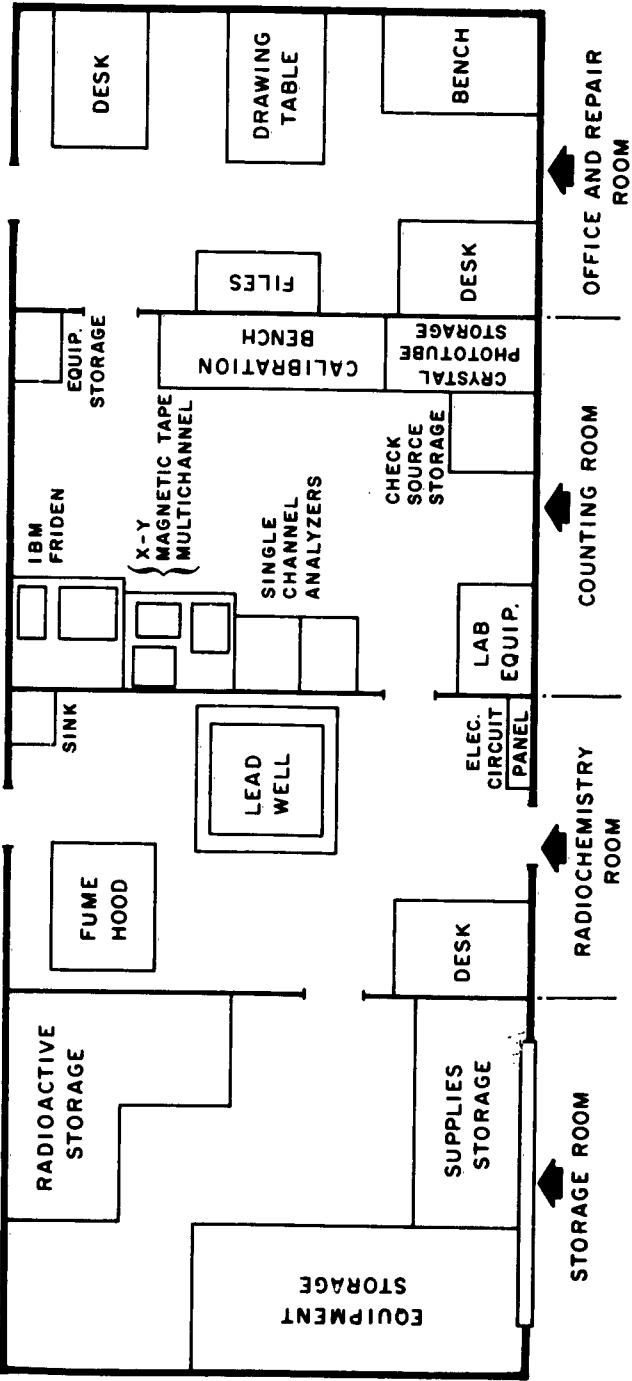 RADIOACTIVE
STORAGE
EQUIPMENT
STORAGE
SUPPLIES
STORAGE
FUME
HOOD
DESK
SINK
LEAD
WELL
ELEC.
CIRCUIT
PANEL
IBM
FRIDEN
X-Y
MAGNETIC TAPE
MULTICHANNEL
SINGLE
CHANNEL
ANALYZERS
LAB
EQUIP.
EQUIP.
STORAGE
CALIBRATION
BENCH
CHECK
SOURCE
STORAGE
CRYSTAL
PHOTOTUBE
STORAGE
DESK
FILES
DRAWING
TABLE
DESK
BENCH
STORAGE ROOM
RADIOCHEMISTRY
ROOM
COUNTING ROOM
OFFICE AND REPAIR
ROOM